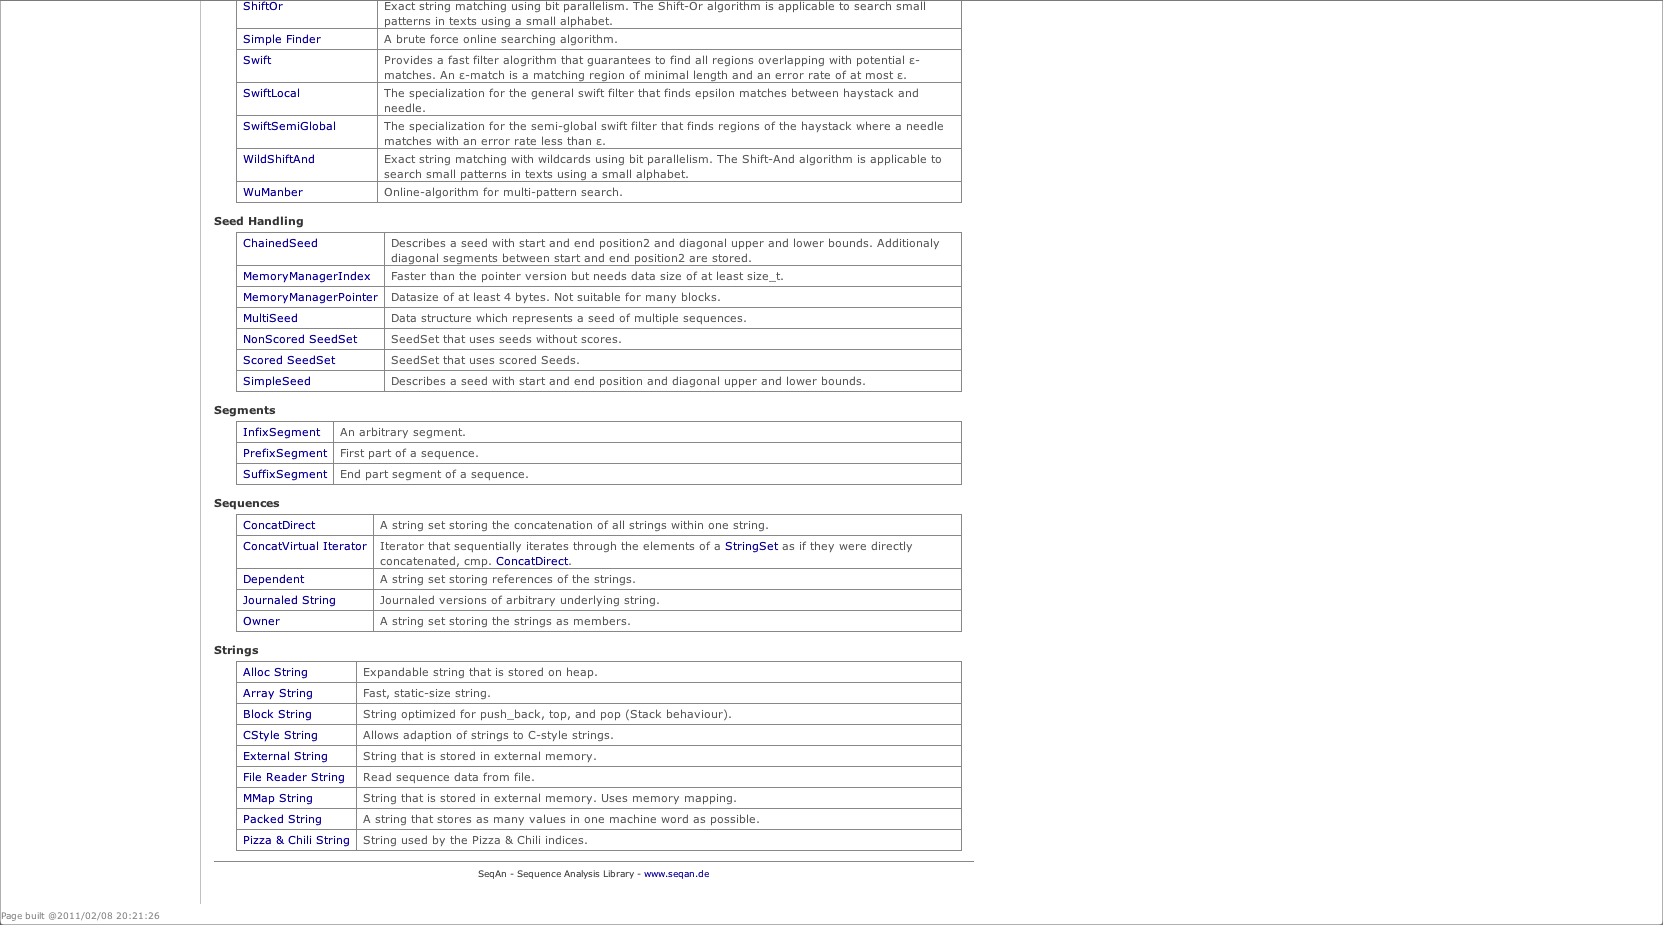 ShiftOr Exact string matching using bit parallelism. The Shift-Or algorithm is applicable to search small
patterns in texts using a small alphabet.
Simple Finder A brute force online searching algorithm.
Swift Provides a fast filter alogrithm that guarantees to find all regions overlapping with potential ε-
matches. An ε-match is a matching region of minimal length and an error rate of at most ε.
SwiftLocal The specialization for the general swift filter that finds epsilon matches between haystack and
needle.
SwiftSemiGlobal The specialization for the semi-global swift filter that finds regions of the haystack where a needle
matches with an error rate less than ε.
WildShiftAnd Exact string matching with wildcards using bit parallelism. The Shift-And algorithm is applicable to
search small patterns in texts using a small alphabet.
WuManber Online-algorithm for multi-pattern search.
Seed Handling
ChainedSeed Describes a seed with start and end position2 and diagonal upper and lower bounds. Additionaly
diagonal segments between start and end position2 are stored.
MemoryManagerIndex Faster than the pointer version but needs data size of at least size_t.
MemoryManagerPointer Datasize of at least 4 bytes. Not suitable for many blocks.
MultiSeed Data structure which represents a seed of multiple sequences.
NonScored SeedSet SeedSet that uses seeds without scores.
Scored SeedSet SeedSet that uses scored Seeds.
SimpleSeed Describes a seed with start and end position and diagonal upper and lower bounds.
Segments
InfixSegment An arbitrary segment.
PrefixSegment First part of a sequence.
SuffixSegment End part segment of a sequence.
Sequences
ConcatDirect A string set storing the concatenation of all strings within one string.
ConcatVirtual Iterator Iterator that sequentially iterates through the elements of a StringSet as if they were directly
concatenated, cmp. ConcatDirect.
Dependent A string set storing references of the strings.
Journaled String Journaled versions of arbitrary underlying string.
Owner A string set storing the strings as members.
Strings
Alloc String Expandable string that is stored on heap.
Array String Fast, static-size string.
Block String String optimized for push_back, top, and pop (Stack behaviour).
CStyle String Allows adaption of strings to C-style strings.
External String String that is stored in external memory.
File Reader String Read sequence data from file.
MMap String String that is stored in external memory. Uses memory mapping.
Packed String A string that stores as many values in one machine word as possible.
Pizza & Chili String String used by the Pizza & Chili indices.
SeqAn - Sequence Analysis Library - www.seqan.de
Page built @2011/02/08 20:21:26